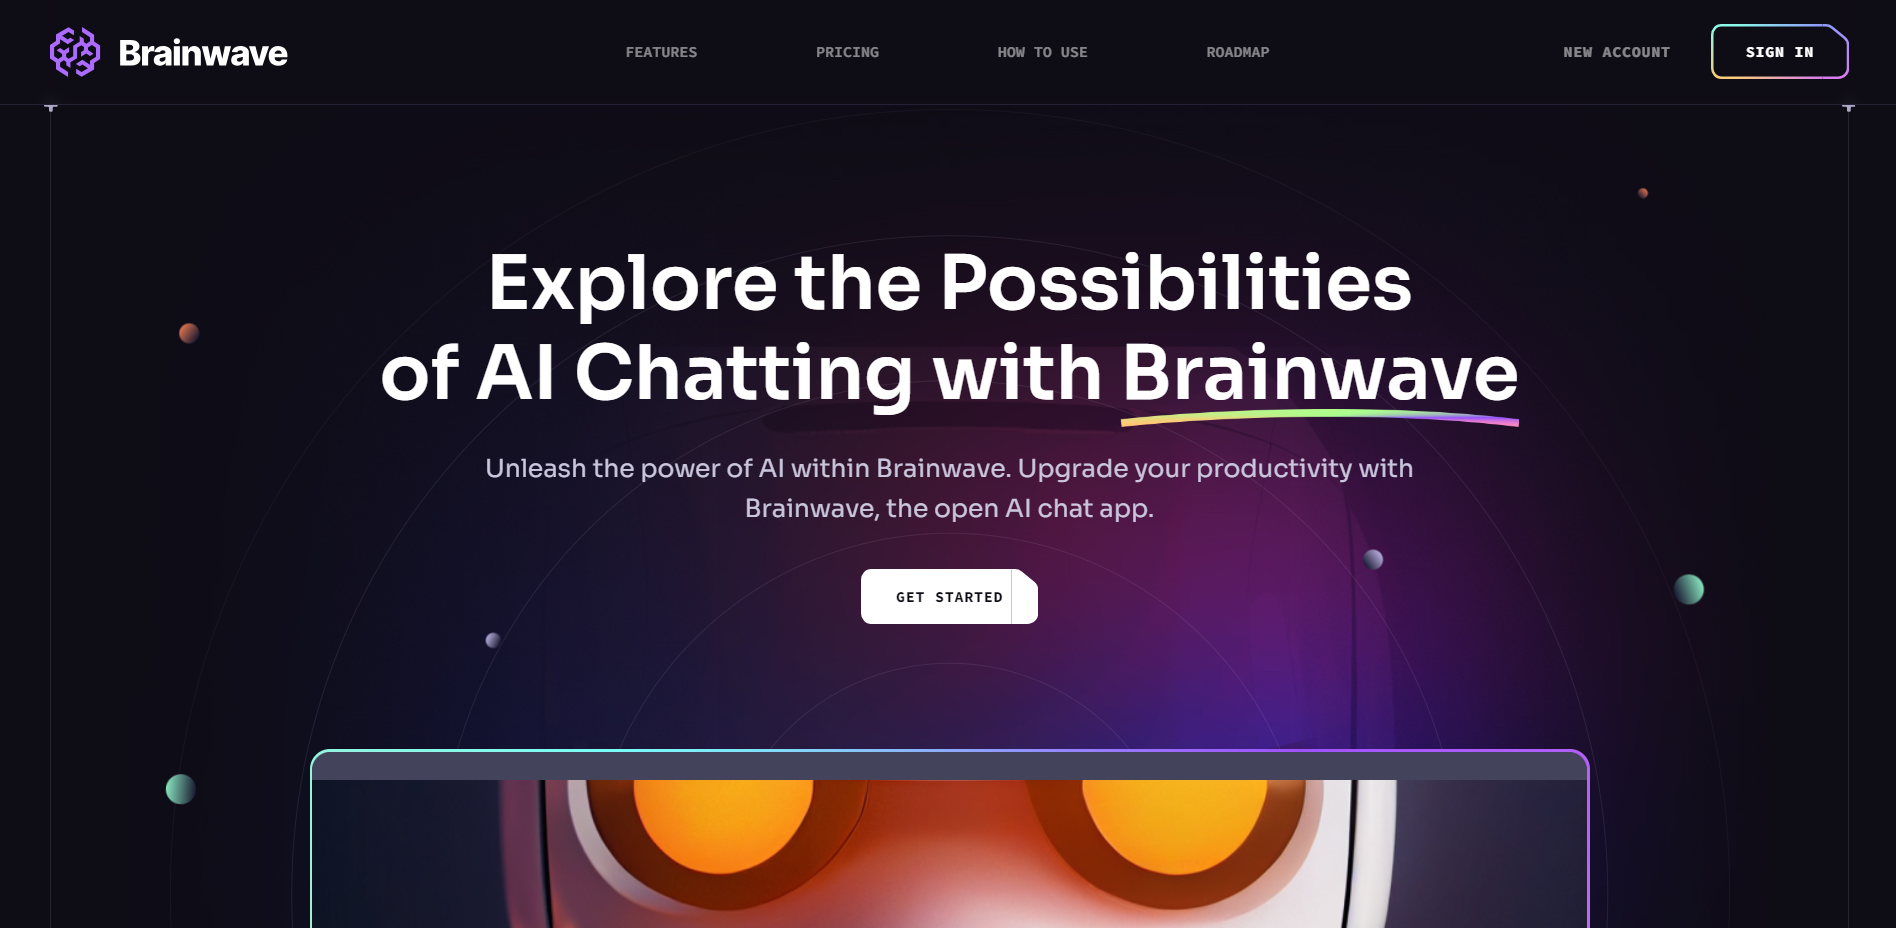 Brainwave
FEATURES
PRICING
HOW TO USE
ROADMAP
NEW ACCOUNT
SIGN IN
Explore the Possibilities
of AI Chatting with Brainwave
Unleash the power of AI within Brainwave. Upgrade your productivity with
Brainwave, the open AI chat app.
GET STARTED